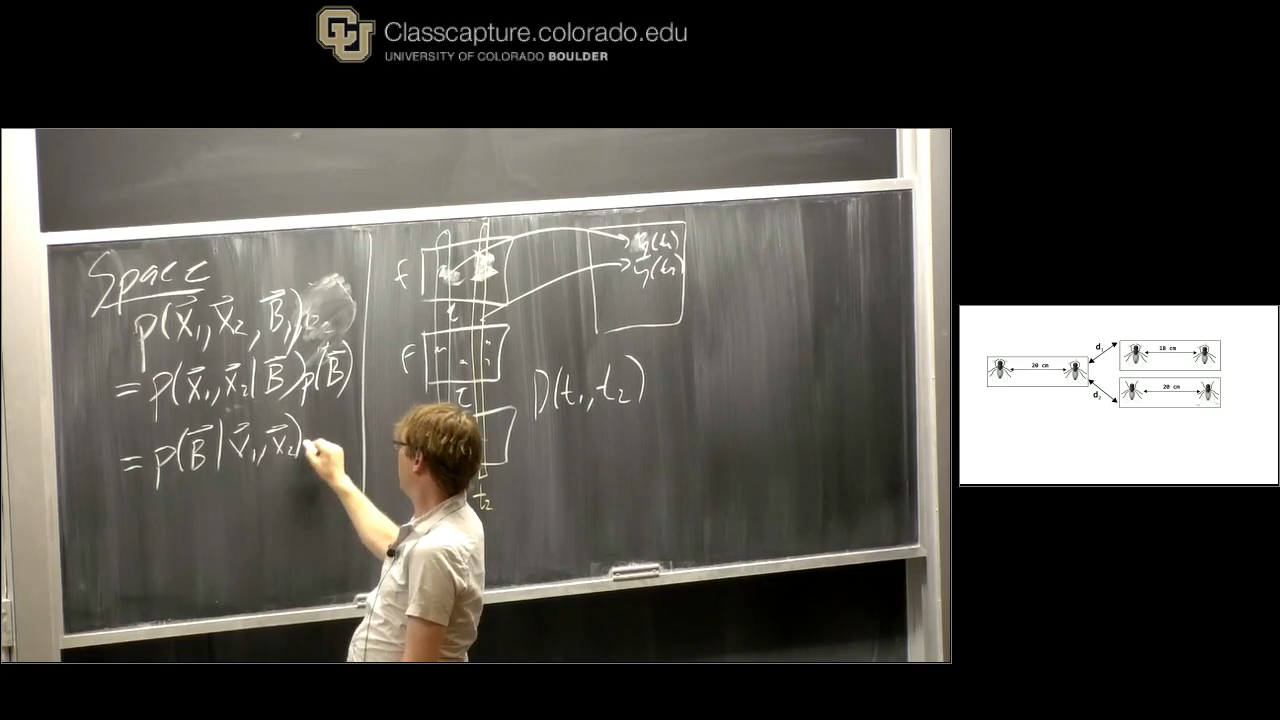 Classcapture.colorado.edu
UNIVERSITY OF COLORADO BOULDER
Space
p(x⃗₁, x⃗₂, B⃗₁),
= p(x⃗₁, x⃗₂ | B⃗) p(B⃗)
= p(B⃗ | x⃗₁, x⃗₂)
f
τ
f
τ
t₂
D(t₁, t₂)
20 cm
d₁
18 cm
d₂
20 cm